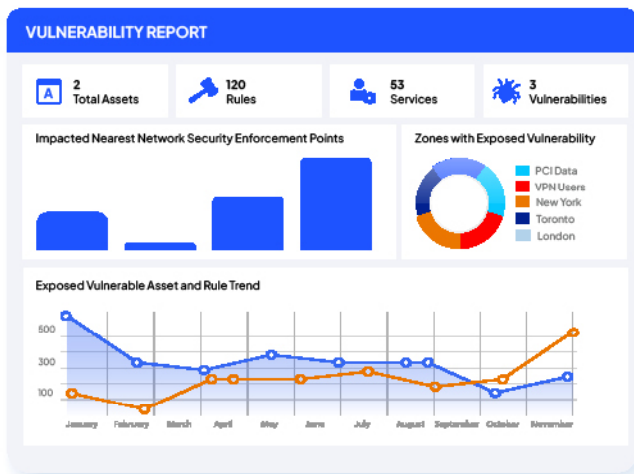 VULNERABILITY REPORT
A
2
Total Assets
120
Rules
53
Services
3
Vulnerabilities
Impacted Nearest Network Security Enforcement Points
Zones with Exposed Vulnerability
PCI Data
VPN Users
New York
Toronto
London
Exposed Vulnerable Asset and Rule Trend
500
300
100
January February March April May June July August September October November